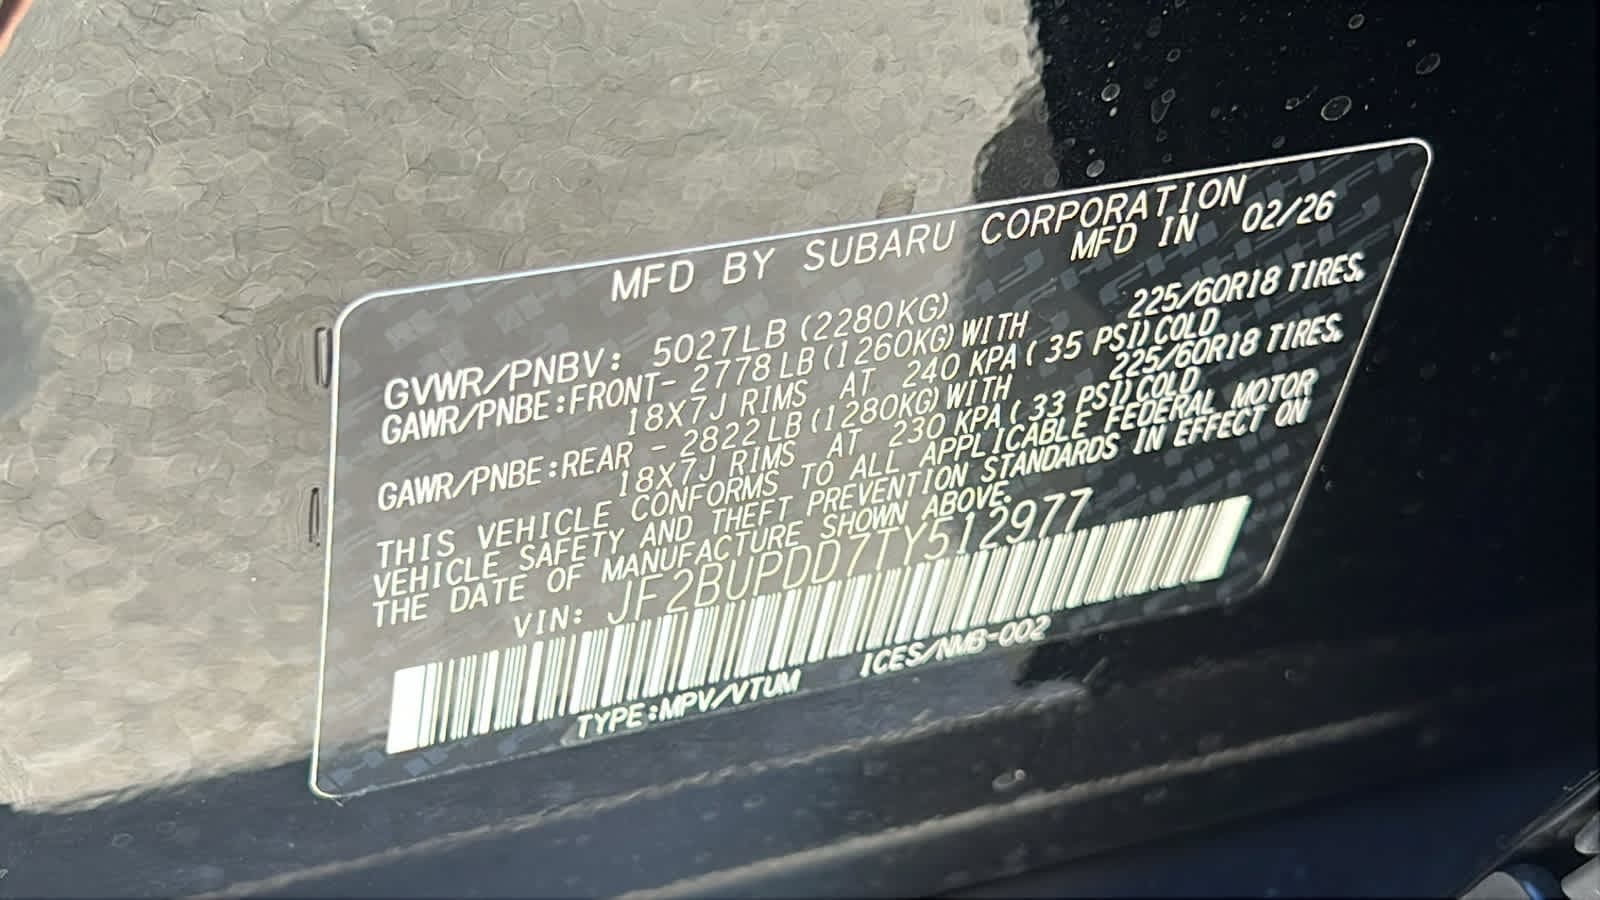 MFD BY SUBARU CORPORATION
MFD IN 02/26
GVWR/PNBV: 5027LB (2280KG)
GAWR/PNBE:FRONT- 2778LB(1260KG)WITH 225/60R18 TIRES,
18X7J RIMS AT 240 KPA( 35 PSI)COLD
GAWR/PNBE:REAR - 2822LB(1280KG)WITH 225/60R18 TIRES,
18X7J RIMS AT 230 KPA( 33 PSI)COLD
THIS VEHICLE CONFORMS TO ALL APPLICABLE FEDERAL MOTOR
VEHICLE SAFETY AND THEFT PREVENTION STANDARDS IN EFFECT ON
THE DATE OF MANUFACTURE SHOWN ABOVE.
VIN: JF2BUPDD7TY512977
TYPE:MPV/VTUM ICES/NMB-002